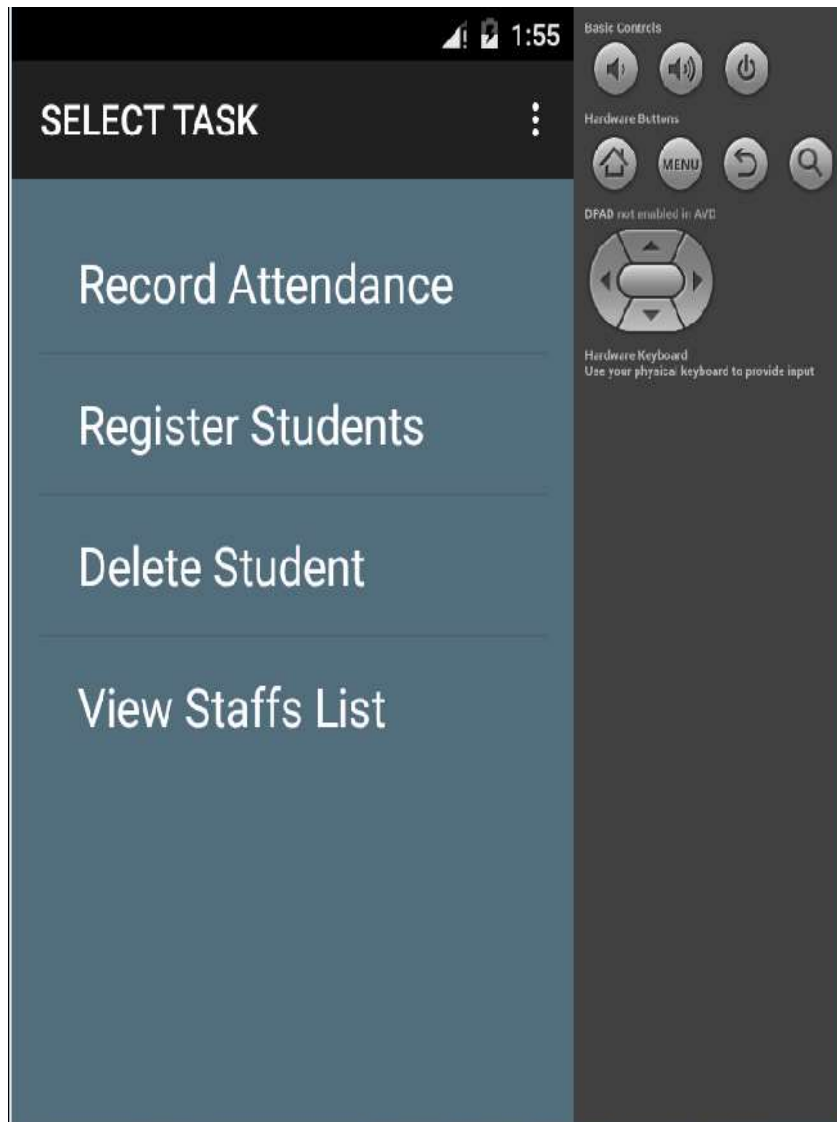 1:55
SELECT TASK
Record Attendance
Register Students
Delete Student
View Staffs List
Basic Controls
Hardware Buttons
MENU
DPAD not enabled in AVD
Hardware Keyboard
Use your physical keyboard to provide input